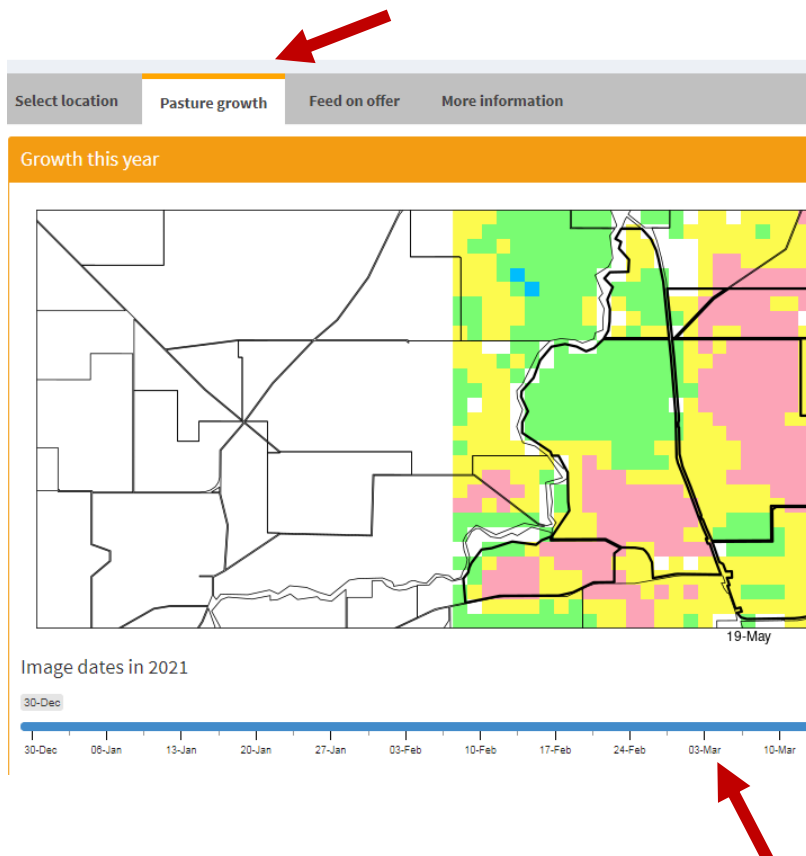 Select location Pasture growth Feed on offer More information
Growth this year
19-May
Image dates in 2021
30-Dec
30-Dec 06-Jan 13-Jan 20-Jan 27-Jan 03-Feb 10-Feb 17-Feb 24-Feb 03-Mar 10-Mar